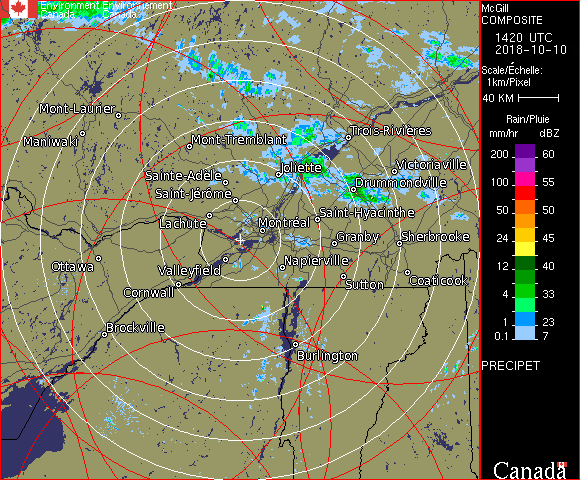 Environment Environnement
Canada Canada
Mont-Laurier
Maniwaki
Mont-Tremblant
Trois-Rivières
Joliette
Victoriaville
Sainte-Adèle
Drummondville
Saint-Jérôme
Saint-Hyacinthe
Lachute
Montréal
Granby
Sherbrooke
Ottawa
Valleyfield
Napierville
Cornwall
Sutton
Coaticook
Brockville
Burlington
McGill
COMPOSITE
1420 UTC
2018-10-10
Scale/Échelle:
1km/Pixel
40 KM
Rain/Pluie
mm/hr dBZ
200 60
100 55
50 50
24 45
12 40
4 33
1 23
0.1 7
PRECIPET
Canada